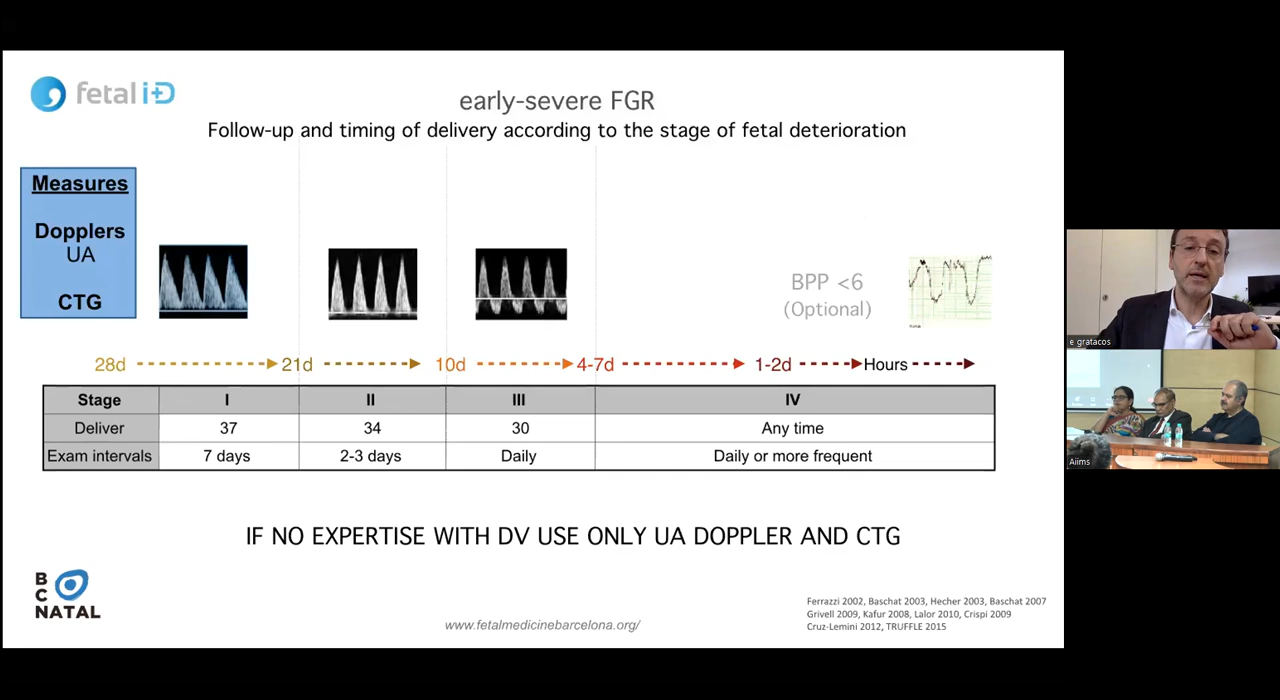 fetal i+D
early-severe FGR
Follow-up and timing of delivery according to the stage of fetal deterioration
Measures
Dopplers
UA
CTG
BPP <6
(Optional)
28d
21d
10d
4-7d
1-2d
Hours
Stage I II III IV
Deliver 37 34 30 Any time
Exam intervals 7 days 2-3 days Daily Daily or more frequent
IF NO EXPERTISE WITH DV USE ONLY UA DOPPLER AND CTG
B
C
NATAL
www.fetalmedicinebarcelona.org/
Ferrazzi 2002, Baschat 2003, Hecher 2003, Baschat 2007
Grivell 2009, Kafur 2008, Lalor 2010, Crispi 2009
Cruz-Lemini 2012, TRUFFLE 2015
e gratacos
Aiims